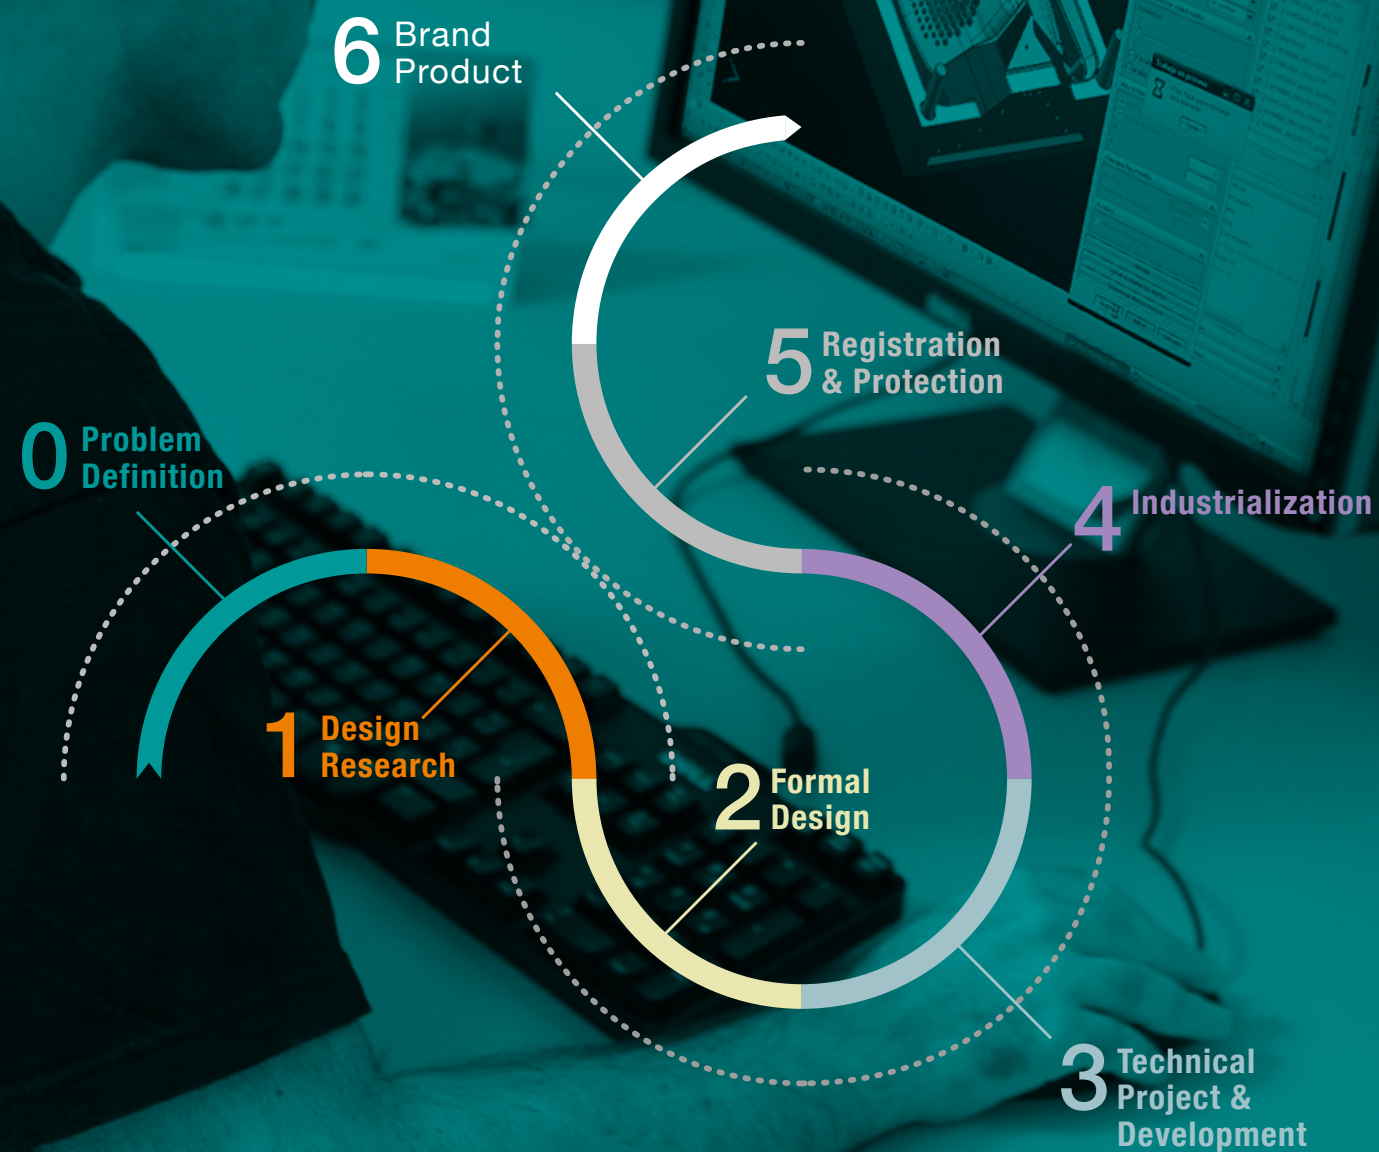 6 Brand
Product
5 Registration
& Protection
0 Problem
Definition
4 Industrialization
1 Design
Research
2 Formal
Design
3 Technical
Project &
Development